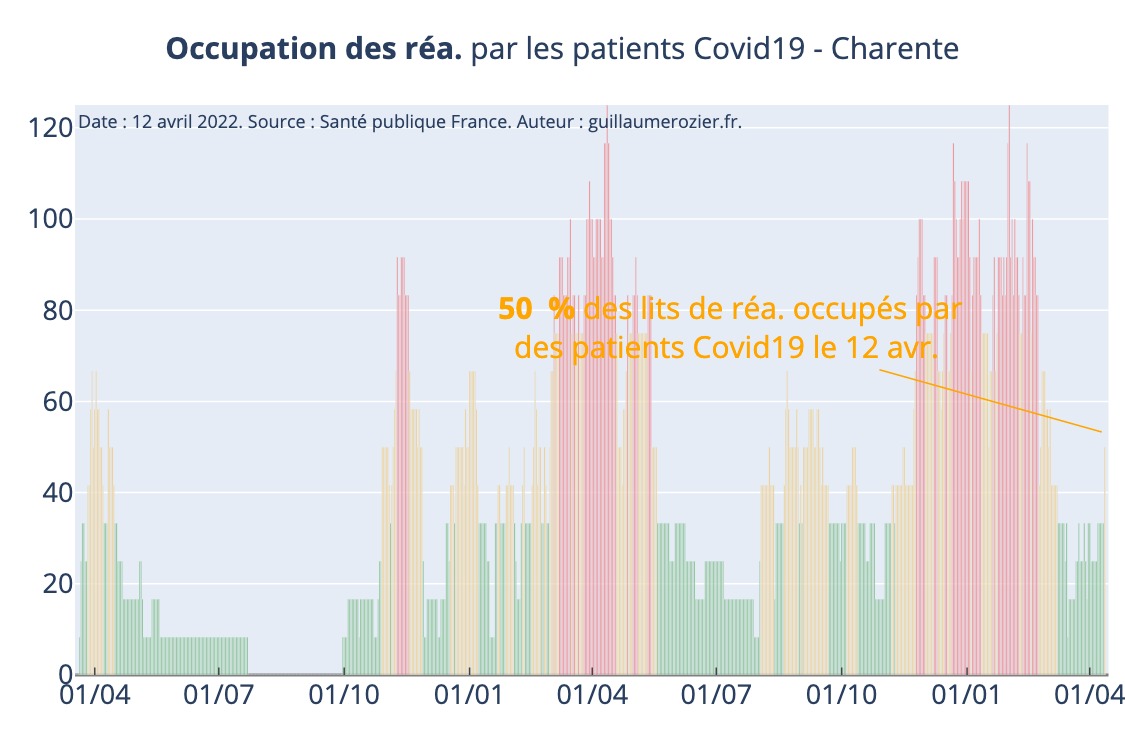 Occupation des réa. par les patients Covid19 - Charente
Date : 12 avril 2022. Source : Santé publique France. Auteur : guillaumerozier.fr.
120
100
80
60
40
20
0
50 % des lits de réa. occupés par
des patients Covid19 le 12 avr.
01/04 01/07 01/10 01/01 01/04 01/07 01/10 01/01 01/04